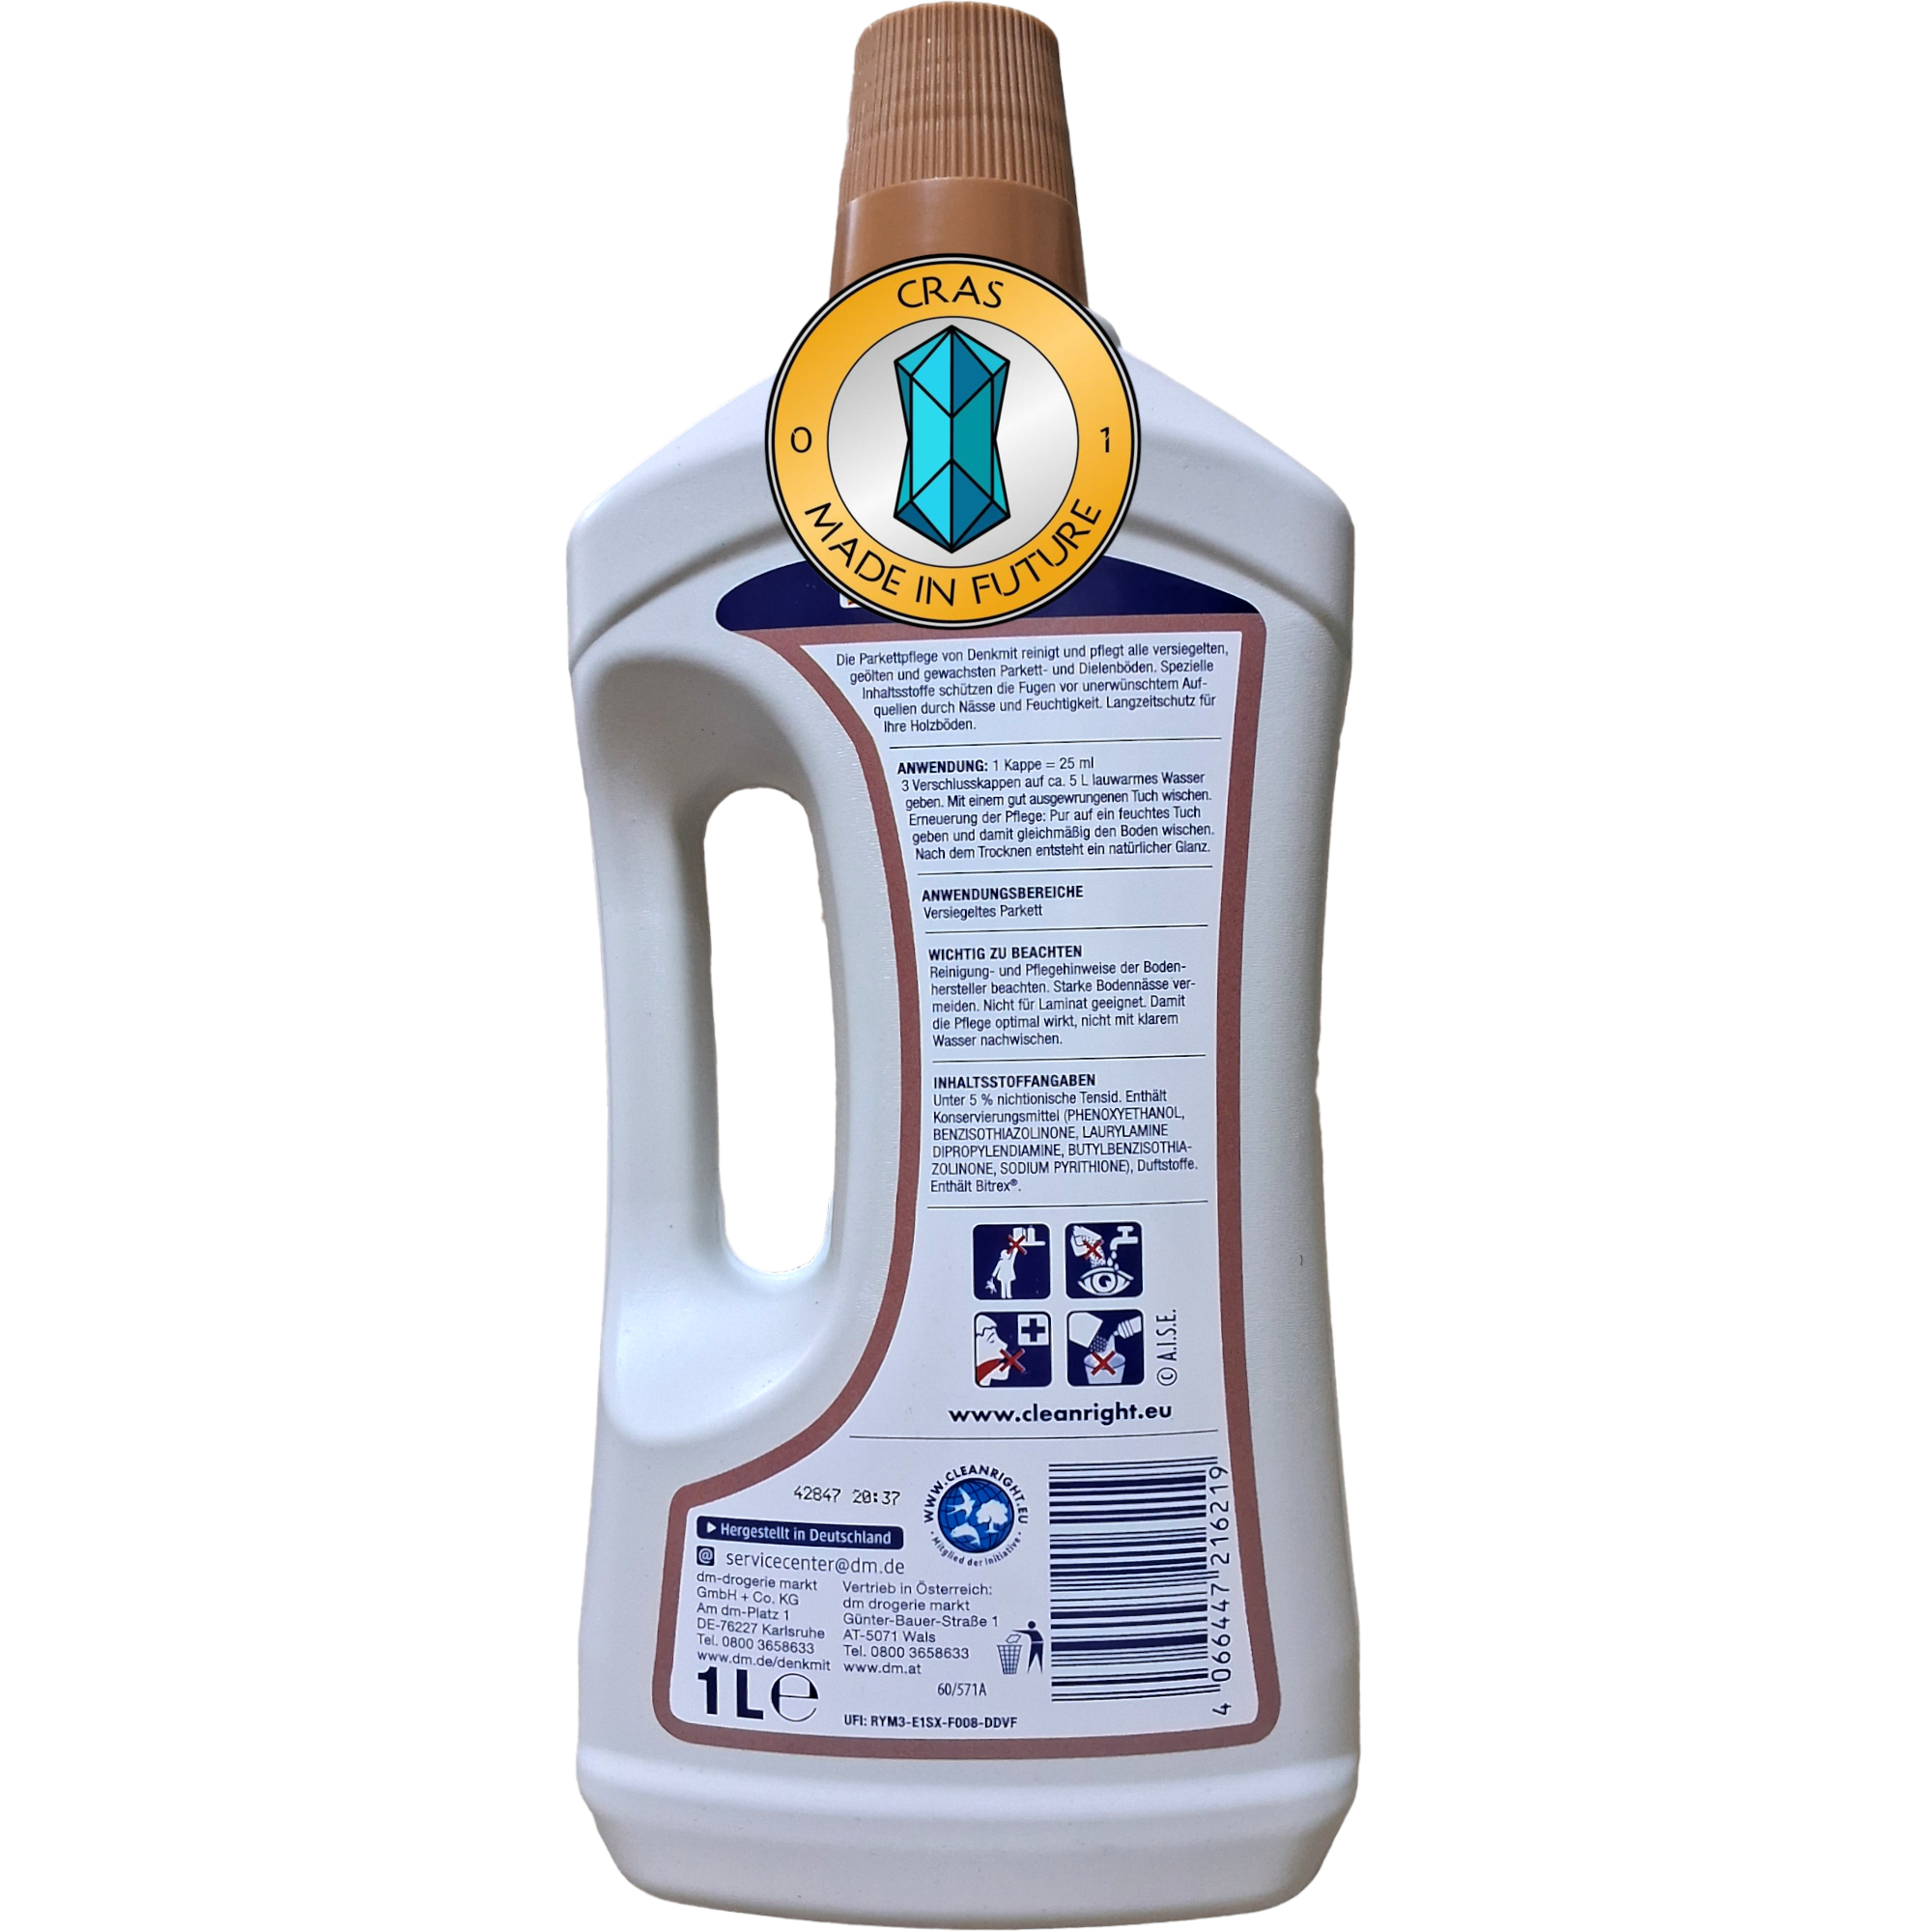 CRAS
0 1
MADE IN FUTURE
Die Parkettpflege von Denkmit reinigt und pflegt alle versiegelten,
geölten und gewachsten Parkett- und Dielenböden. Spezielle
Inhaltsstoffe schützen die Fugen vor unerwünschtem Auf-
quellen durch Nässe und Feuchtigkeit. Langzeitschutz für
Ihre Holzböden.
ANWENDUNG: 1 Kappe = 25 ml
3 Verschlusskappen auf ca. 5 L lauwarmes Wasser
geben. Mit einem gut ausgewrungenen Tuch wischen.
Erneuerung der Pflege: Pur auf ein feuchtes Tuch
geben und damit gleichmäßig den Boden wischen.
Nach dem Trocknen entsteht ein natürlicher Glanz.
ANWENDUNGSBEREICHE
Versiegeltes Parkett
WICHTIG ZU BEACHTEN
Reinigung- und Pflegehinweise der Boden-
hersteller beachten. Starke Bodennässe ver-
meiden. Nicht für Laminat geeignet. Damit
die Pflege optimal wirkt, nicht mit klarem
Wasser nachwischen.
INHALTSSTOFFANGABEN
Unter 5 % nichtionische Tensid. Enthält
Konservierungsmittel (PHENOXYETHANOL,
BENZISOTHIAZOLINONE, LAURYLAMINE
DIPROPYLENDIAMINE, BUTYLBENZISOTHIA-
ZOLINONE, SODIUM PYRITHIONE), Duftstoffe.
Enthält Bitrex®.
© A.I.S.E.
www.cleanright.eu
42847 20:37
WWW.CLEANRIGHT.EU
• Mitglied der Initiative •
Hergestellt in Deutschland
@ servicecenter@dm.de
dm-drogerie markt
GmbH + Co. KG
Am dm-Platz 1
DE-76227 Karlsruhe
Tel. 0800 3658633
www.dm.de/denkmit
Vertrieb in Österreich:
dm drogerie markt
Günter-Bauer-Straße 1
AT-5071 Wals
Tel. 0800 3658633
www.dm.at
1 L e
60/571A
UFI: RYM3-E1SX-F008-DDVF
4 066447 216219